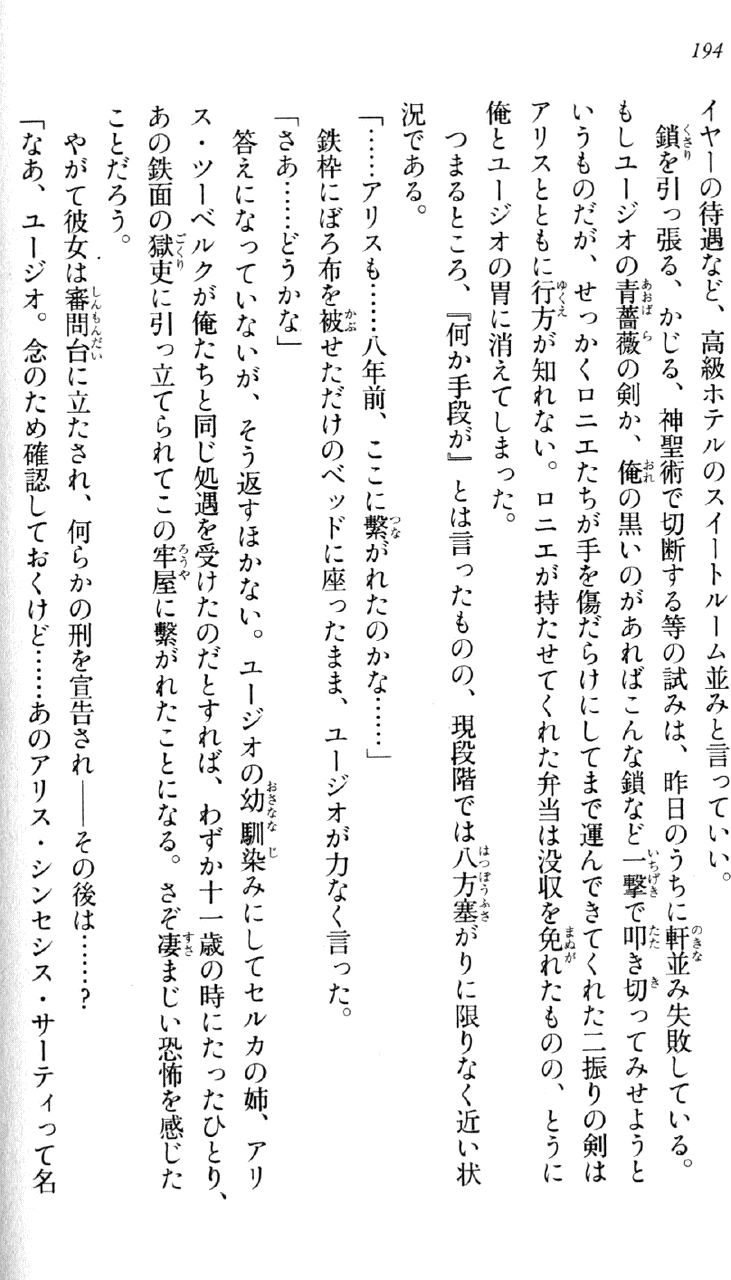 194
イヤーの待遇など、高級ホテルのスイートルーム並みと言っていい。
　鎖を引っ張る、かじる、神聖術で切断する等の試みは、昨日のうちに軒並み失敗している。
もしユージオの青薔薇の剣か、俺の黒いのがあればこんな鎖など一撃で叩き切ってみせようと
いうものだが、せっかくロニエたちが手を傷だらけにしてまで運んできてくれた二振りの剣は
アリスとともに行方が知れない。ロニエが持たせてくれた弁当は没収を免れたものの、とうに
俺とユージオの胃に消えてしまった。
　つまるところ、『何か手段が』とは言ったものの、現段階では八方塞がりに限りなく近い状
況である。
「……アリスも……八年前、ここに繫がれたのかな……」
　鉄枠にぼろ布を被せただけのベッドに座ったまま、ユージオが力なく言った。
「さあ……どうかな」
　答えになっていないが、そう返すほかない。ユージオの幼馴染みにしてセルカの姉、アリ
ス・ツーベルクが俺たちと同じ処遇を受けたのだとすれば、わずか十一歳の時にたったひとり、
あの鉄面の獄吏に引っ立てられてこの牢屋に繫がれたことになる。さぞ凄まじい恐怖を感じた
ことだろう。
　やがて彼女は審問台に立たされ、何らかの刑を宣告され――その後は……？
「なあ、ユージオ。念のため確認しておくけど……あのアリス・シンセシス・サーティって名